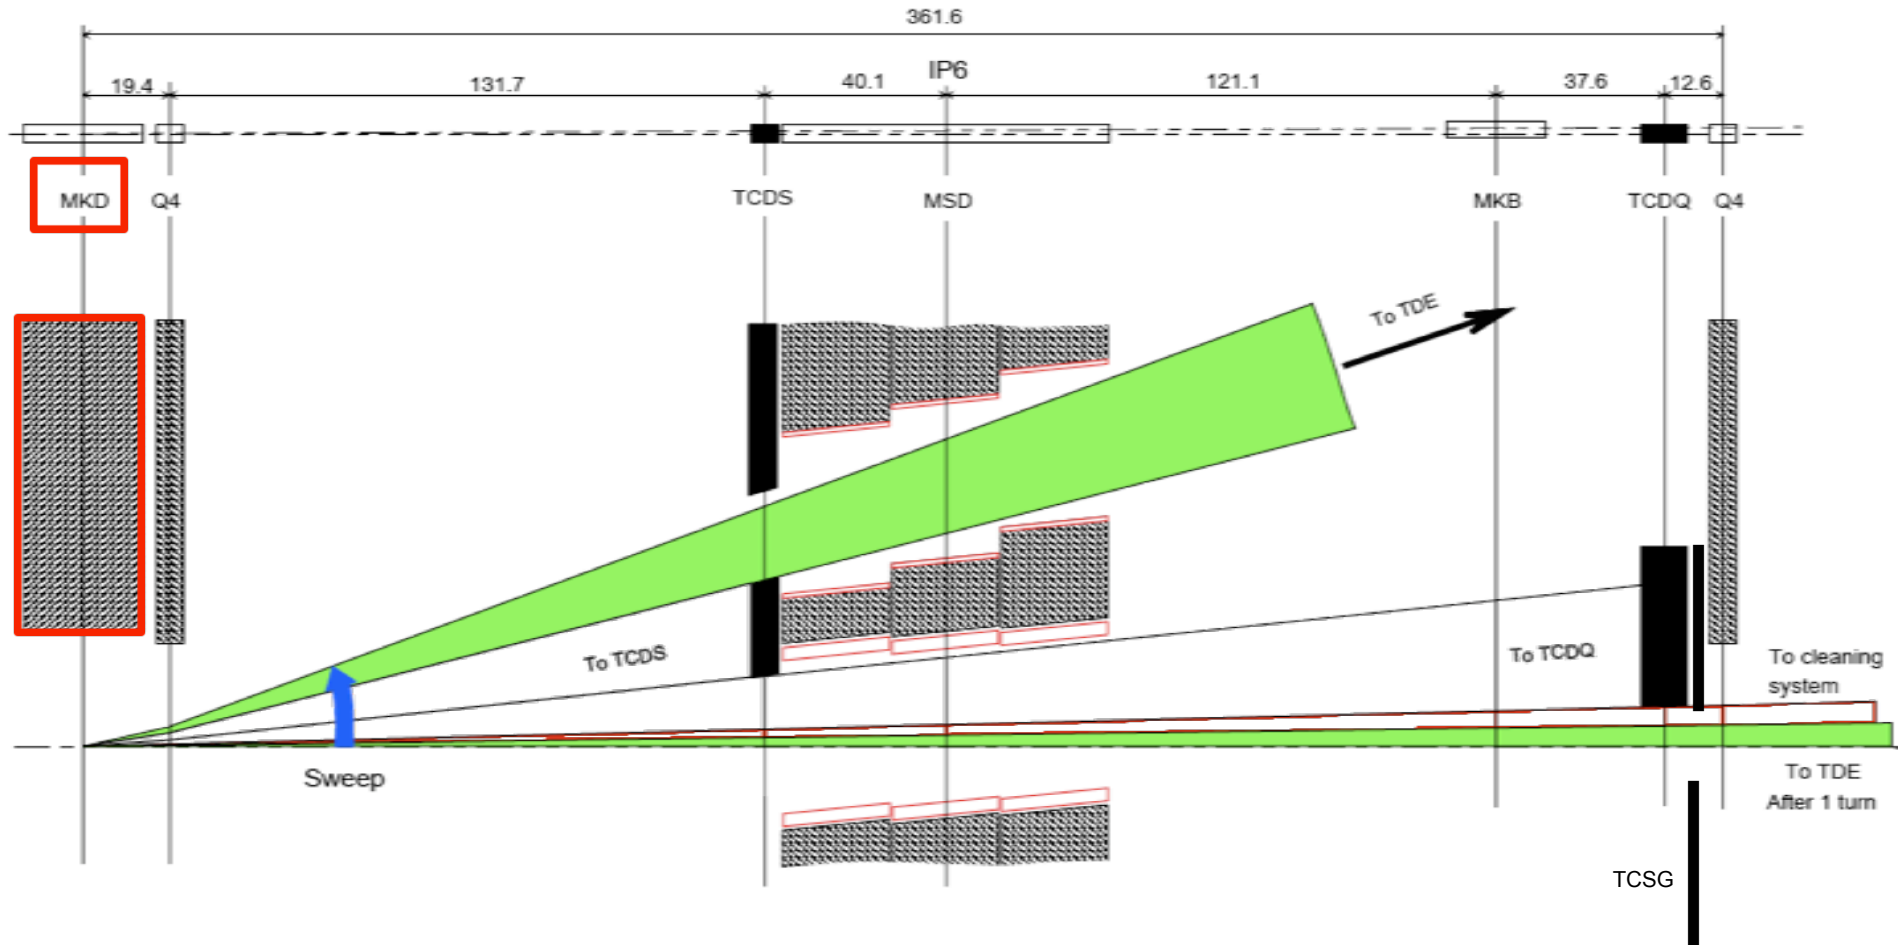 361.6
IP6
19.4
131.7
40.1
121.1
37.6
12.6
MKD
Q4
TCDS
MSD
MKB
TCDQ
Q4
To TDE
To TCDS
To TCDQ
To cleaning
system
Sweep
To TDE
After 1 turn
TCSG